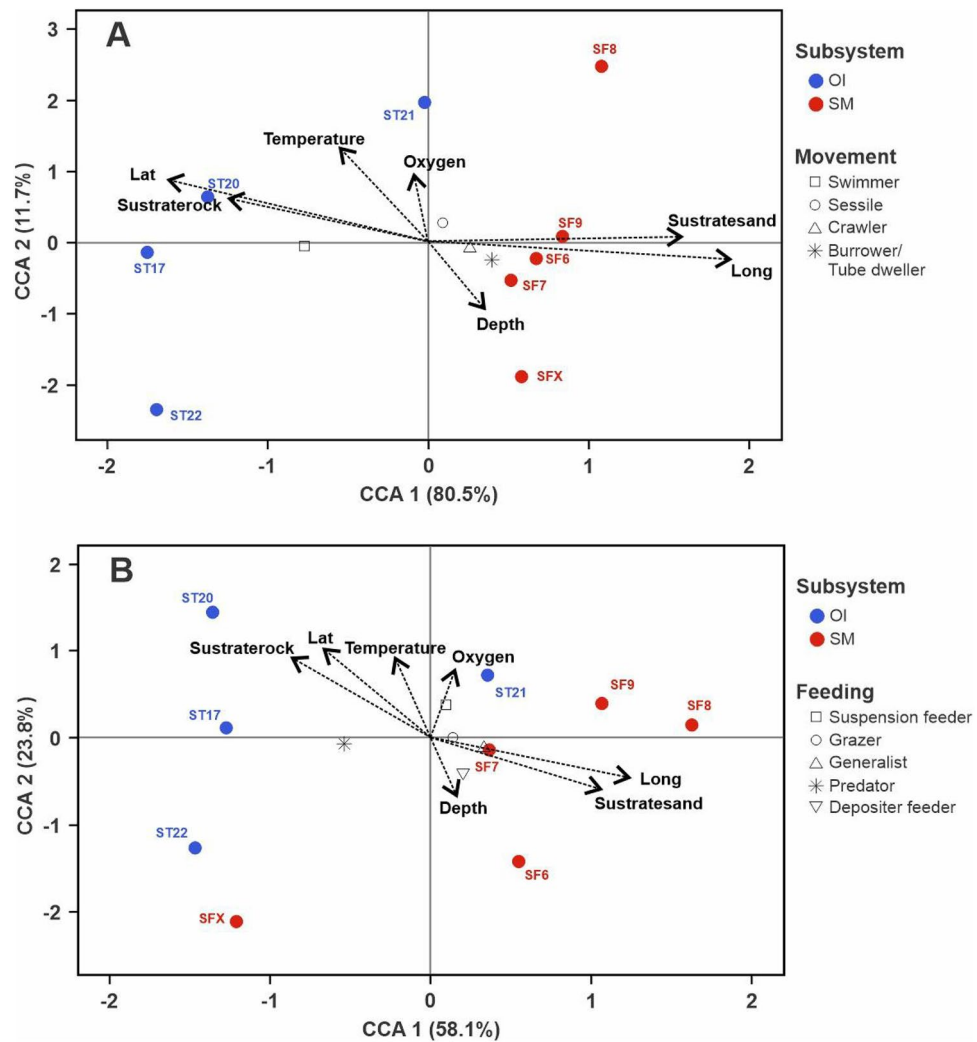 A
3
2
1
0
-1
-2
CCA 2 (11.7% )
SF8
ST21
Temperature
Oxygen
Lat
ST20
Sustraterock
Sustratesand
SF9
SF6
ST17
SF7
Long
Depth
SFX
ST22
-2
-1
0
1
2
CCA 1 (80.5%)
Subsystem
OI
SM
Movement
Swimmer
Sessile
Crawler
Burrower/
Tube dweller
B
2
1
0
-1
-2
CCA 2 (23.8%)
ST20
Sustraterock
Lat
Temperature
Oxygen
ST21
SF9
SF8
ST17
SF7
Long
Sustratesand
Depth
ST22
SF6
SFX
-2
-1
0
1
2
CCA 1 (58.1%)
Subsystem
OI
SM
Feeding
Suspension feeder
Grazer
Generalist
Predator
Depositer feeder